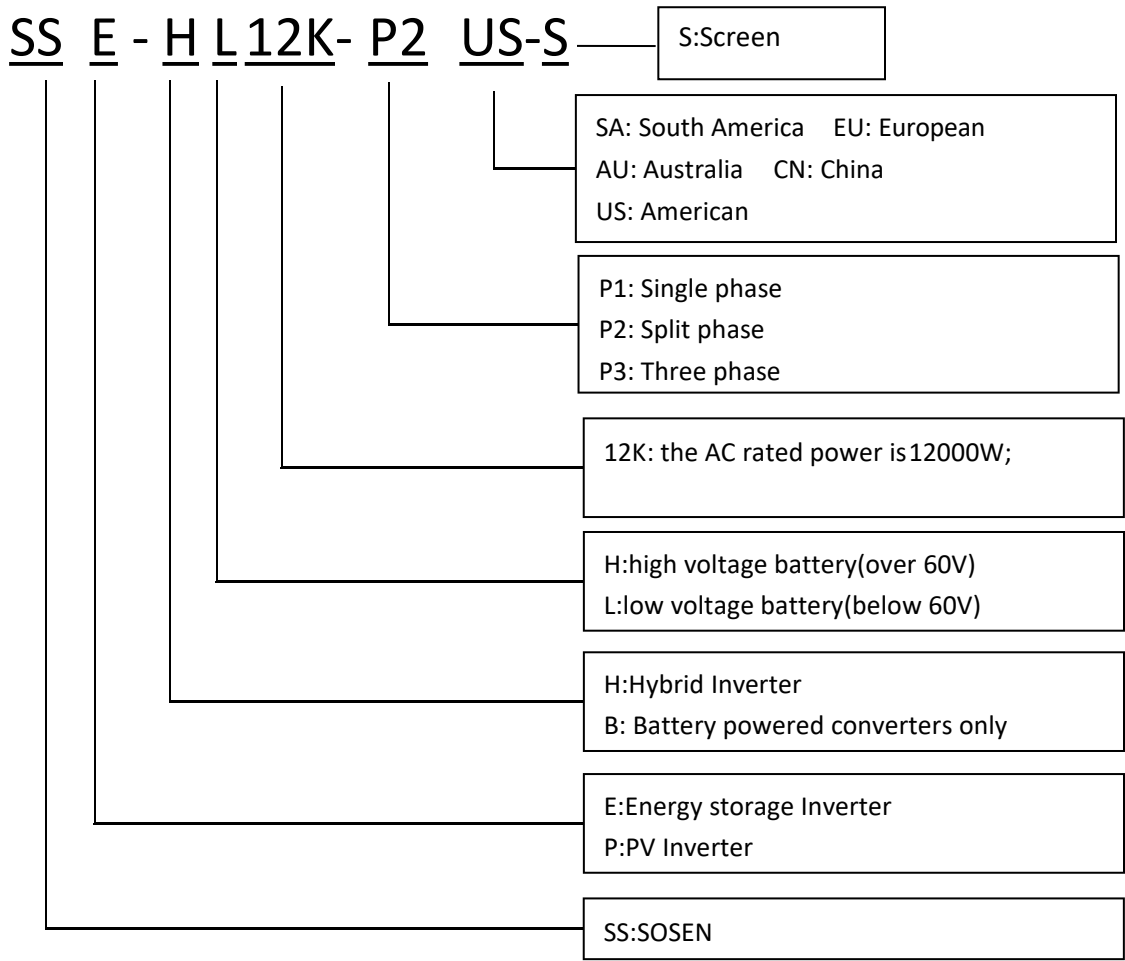 SS E - H L 12K- P2 US-S
S:Screen
SA: South America EU: European
AU: Australia CN: China
US: American
P1: Single phase
P2: Split phase
P3: Three phase
12K: the AC rated power is12000W;
H:high voltage battery(over 60V)
L:low voltage battery(below 60V)
H:Hybrid Inverter
B: Battery powered converters only
E:Energy storage Inverter
P:PV Inverter
SS:SOSEN